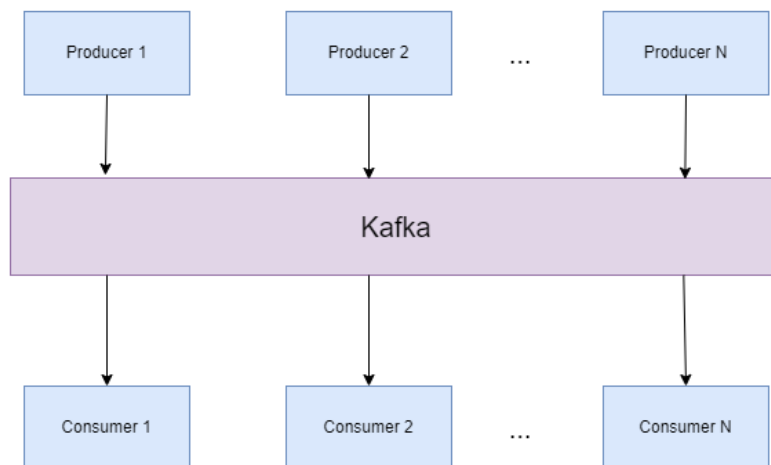 Producer 1
Producer 2
...
Producer N
Kafka
Consumer 1
Consumer 2
...
Consumer N